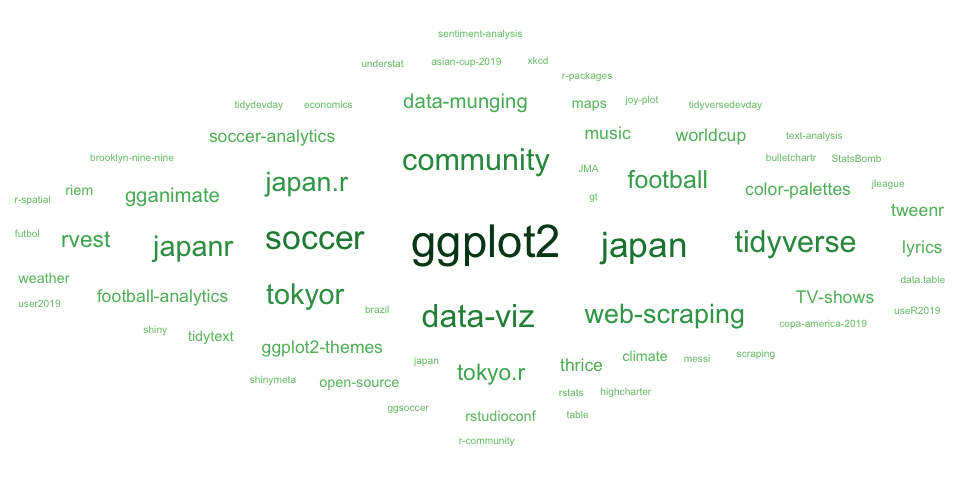 sentiment-analysis
understat asian-cup-2019 xkcd
r-packages
tidydevday economics data-munging maps joy-plot tidyversedevday
soccer-analytics music worldcup text-analysis
brooklyn-nine-nine community bulletchartr StatsBomb
JMA
r-spatial riem gganimate japan.r gt football color-palettes jleague
tweenr
futbol rvest japanr soccer ggplot2 japan tidyverse lyrics
weather data.table
user2019 football-analytics tokyor brazil data-viz web-scraping TV-shows useR2019
copa-america-2019
shiny tidytext ggplot2-themes
japan climate messi scraping
shinymeta open-source tokyo.r thrice
rstats highcharter
ggsoccer rstudioconf table
r-community